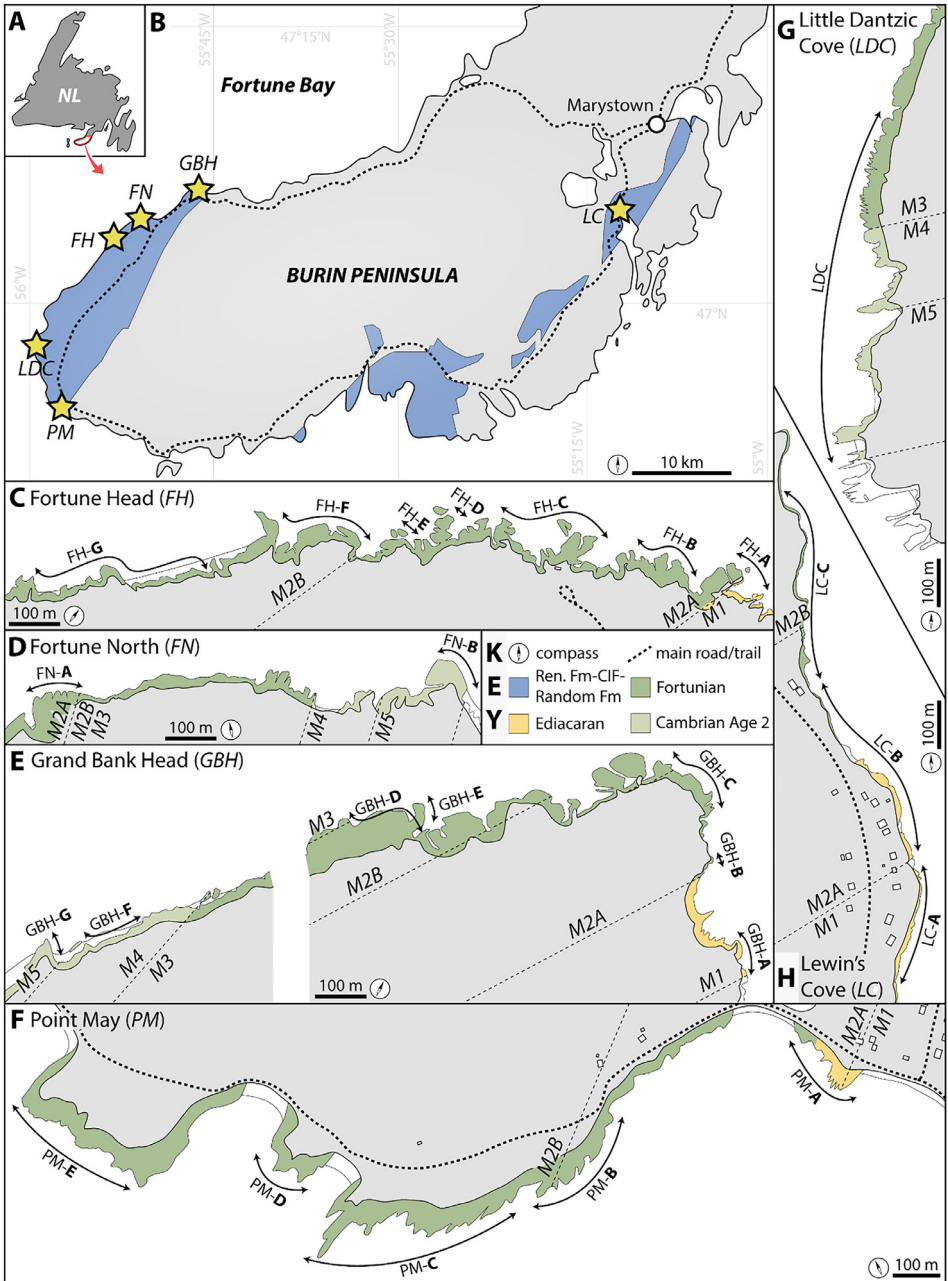 A
NL
B
55°45'W
47°15'N
55°30'W
Fortune Bay
Marystown
GBH
FN
FH
LC
56°W
BURIN PENINSULA
47°N
LDC
PM
55°15'W
55°W
10 km
C Fortune Head (FH)
FH-G
FH-F
FH-E
FH-D
FH-C
FH-B
FH-A
M2B
M2A
M1
100 m
D Fortune North (FN)
FN-A
FN-B
M2A
M2B
M3
M4
M5
100 m
K
E
Y
compass
main road/trail
Ren. Fm-CIF-
Random Fm
Fortunian
Ediacaran
Cambrian Age 2
E Grand Bank Head (GBH)
GBH-G
GBH-F
GBH-D
GBH-E
GBH-C
GBH-B
GBH-A
M5
M4
M3
M3
M2B
M2A
M1
100 m
F Point May (PM)
PM-E
PM-D
PM-C
PM-B
PM-A
M2B
M2A
M1
100 m
G Little Dantzic
Cove (LDC)
LDC
M3
M4
M5
100 m
LC-C
M2B
LC-B
M2A
M1
LC-A
100 m
H Lewin's
Cove (LC)